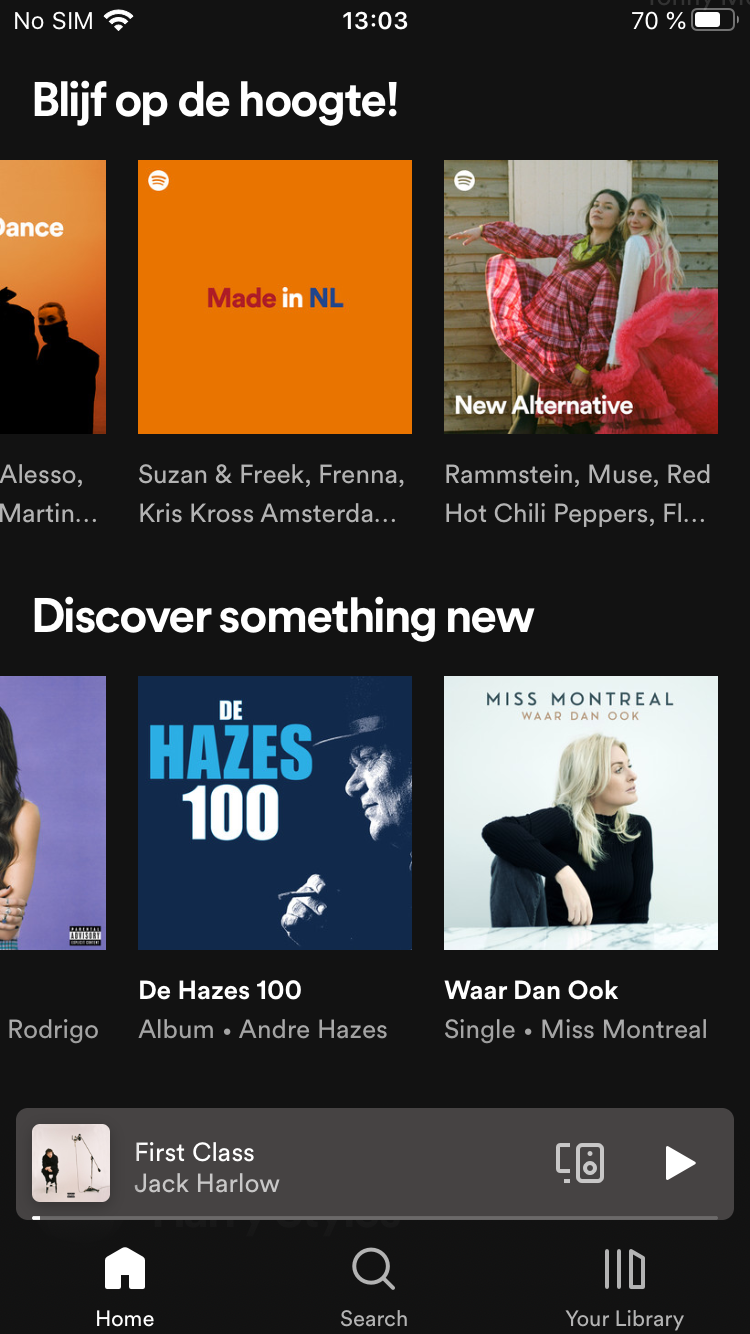 No SIM 13:03 70 %
Blijf op de hoogte!
Dance
Made in NL
New Alternative
Alesso,
Martin...
Suzan & Freek, Frenna,
Kris Kross Amsterda...
Rammstein, Muse, Red
Hot Chili Peppers, Fl...
Discover something new
PARENTAL
ADVISORY
EXPLICIT CONTENT
DE
HAZES
100
MISS MONTREAL
WAAR DAN OOK
Rodrigo
De Hazes 100
Album • Andre Hazes
Waar Dan Ook
Single • Miss Montreal
First Class
Jack Harlow
Harry Styles
Home
Search
Your Library